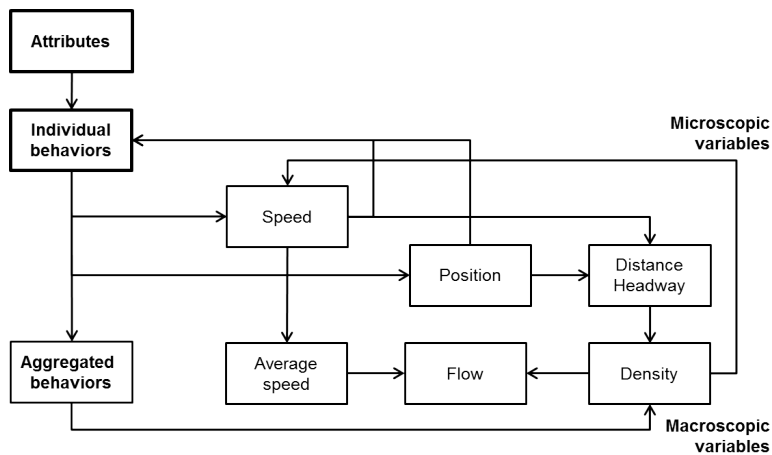 Attributes
Individual
behaviors
Microscopic
variables
Speed
Position
Distance
Headway
Aggregated
behaviors
Average
speed
Flow
Density
Macroscopic
variables